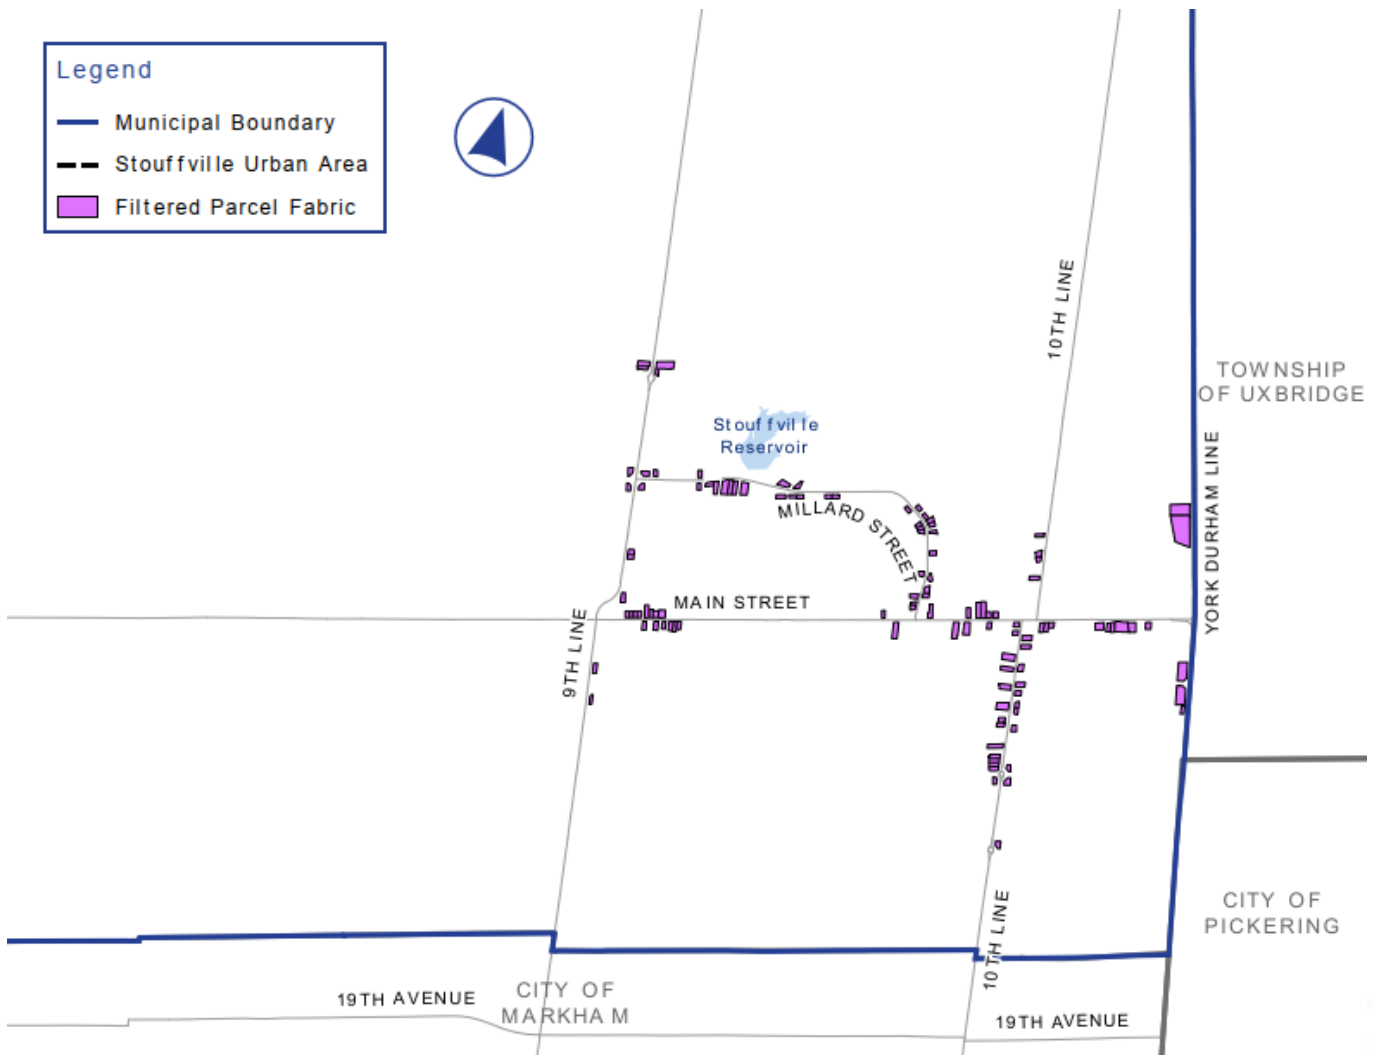 Legend
Municipal Boundary
Stouffville Urban Area
Filtered Parcel Fabric
10TH LINE
TOWNSHIP
OF UXBRIDGE
Stouffville
Reservoir
YORK DURHAM LINE
MILLARD STREET
MAIN STREET
9TH LINE
10TH LINE
CITY OF
PICKERING
CITY OF
MARKHAM
19TH AVENUE
19TH AVENUE